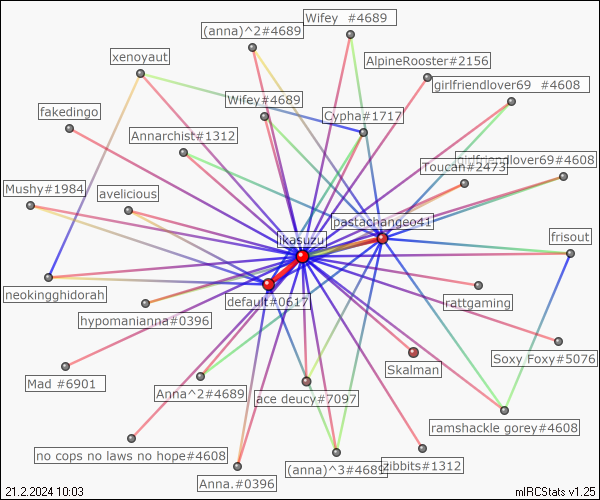 Wifey  #4689
(anna)^2#4689
xenoyaut
AlpineRooster#2156
girlfriendlover69  #4608
Wifey#4689
fakedingo
Cypha#1717
Annarchist#1312
girlfriendlover69#4608
Toucan#2473
Mushy#1984
avelicious
pastachangeo41
ikasuzu
frisout
neokingghidorah
default#0617
rattgaming
hypomanianna#0396
Soxy Foxy#5076
Skalman
Mad #6901
Anna^2#4689
ace deucy#7097
ramshackle gorey#4608
no cops no laws no hope#4608
(anna)^3#4689
zibbits#1312
Anna.#0396
21.2.2024 10:03
mIRCStats v1.25